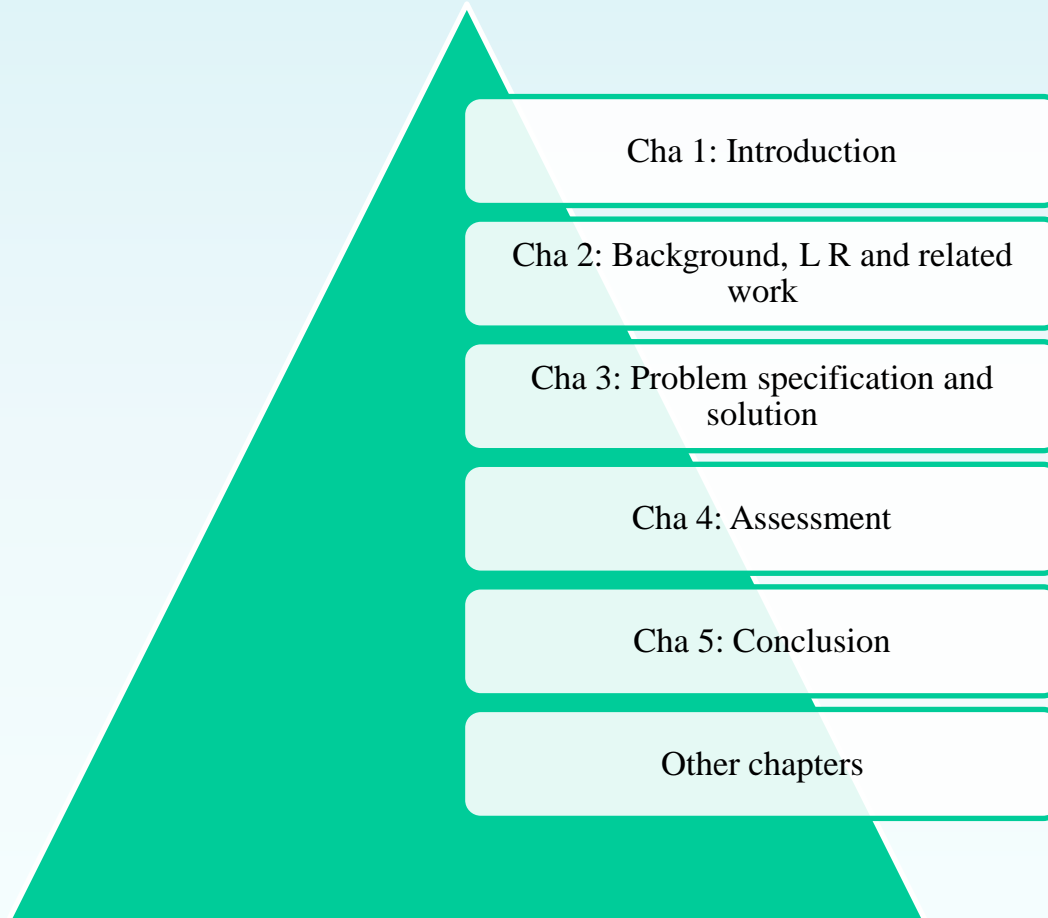 Cha 1: Introduction
Cha 2: Background, L R and related
work
Cha 3: Problem specification and
solution
Cha 4: Assessment
Cha 5: Conclusion
Other chapters